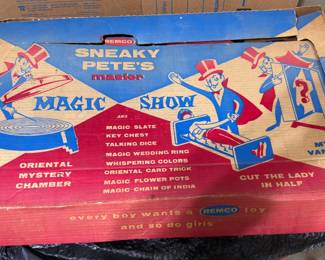 REMCO
SNEAKY
PETE'S
master
MAGIC SHOW
AND
MAGIC SLATE
KEY CHEST
TALKING DICE
MAGIC WEDDING RING
WHISPERING COLORS
ORIENTAL CARD TRICK
MAGIC FLOWER POTS
MAGIC CHAIN OF INDIA
ORIENTAL
MYSTERY
CHAMBER
CUT THE LADY
IN HALF
?
every boy wants a REMCO toy
and so do girls